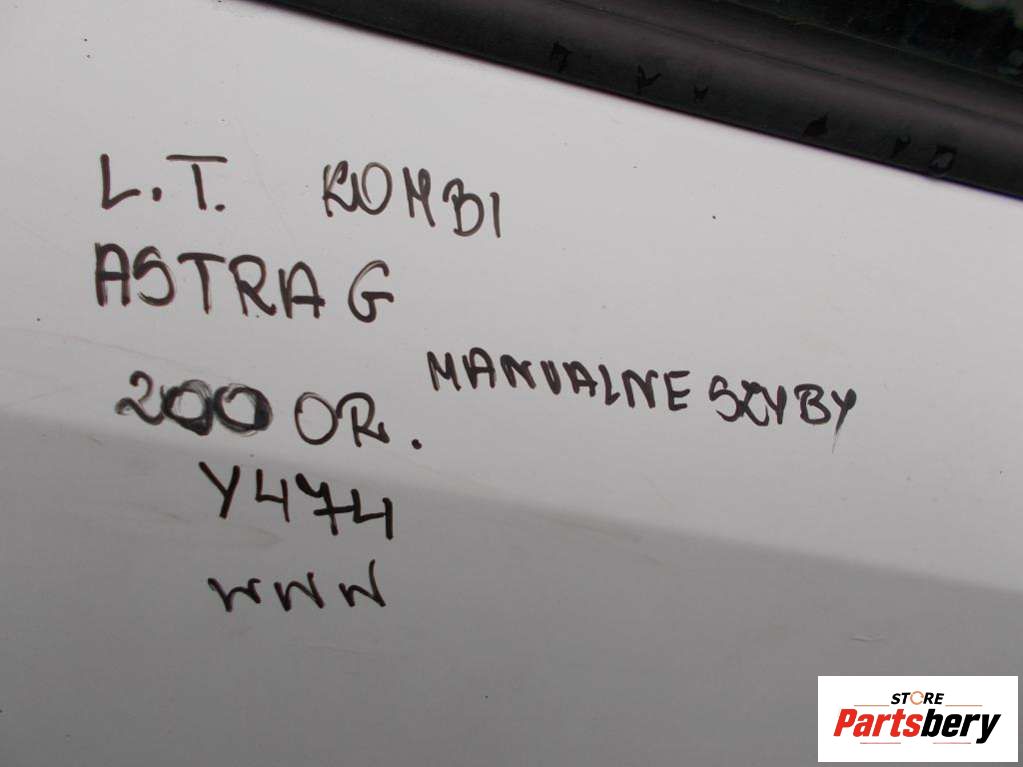 L.T. KOMBI
ASTRA G
2000R.
MANUALNE SZYBY
Y474
WWW
STORE
Partsbery